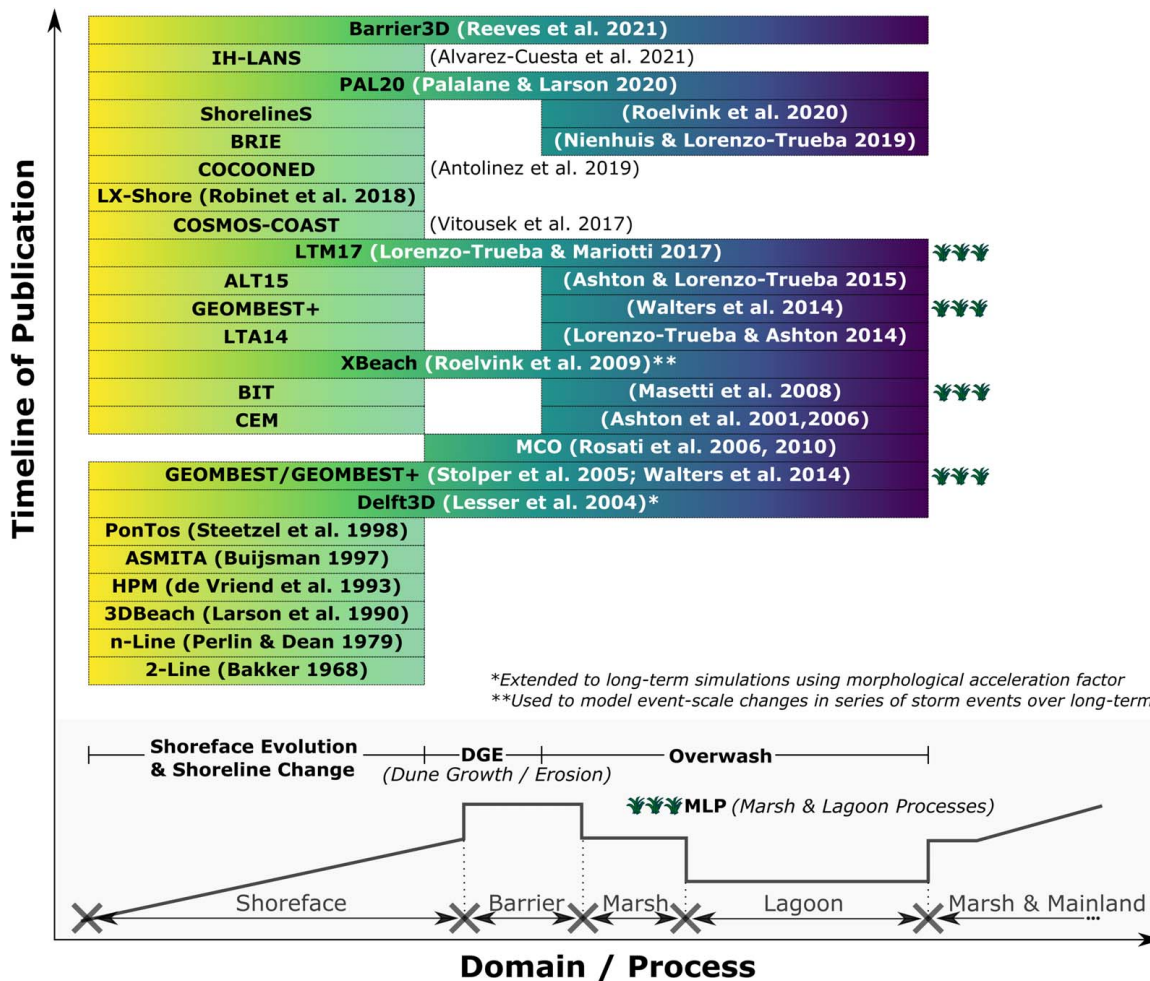 Timeline of Publication
Barrier3D (Reeves et al. 2021)
IH-LANS (Alvarez-Cuesta et al. 2021)
PAL20 (Palalane & Larson 2020)
ShorelineS (Roelvink et al. 2020)
BRIE (Nienhuis & Lorenzo-Trueba 2019)
COCOONED (Antolinez et al. 2019)
LX-Shore (Robinet et al. 2018)
COSMOS-COAST (Vitousek et al. 2017)
LTM17 (Lorenzo-Trueba & Mariotti 2017)
ALT15 (Ashton & Lorenzo-Trueba 2015)
GEOMBEST+ (Walters et al. 2014)
LTA14 (Lorenzo-Trueba & Ashton 2014)
XBeach (Roelvink et al. 2009)**
BIT (Masetti et al. 2008)
CEM (Ashton et al. 2001,2006)
MCO (Rosati et al. 2006, 2010)
GEOMBEST/GEOMBEST+ (Stolper et al. 2005; Walters et al. 2014)
Delft3D (Lesser et al. 2004)*
PonTos (Steetzel et al. 1998)
ASMITA (Buijsman 1997)
HPM (de Vriend et al. 1993)
3DBeach (Larson et al. 1990)
n-Line (Perlin & Dean 1979)
2-Line (Bakker 1968)
*Extended to long-term simulations using morphological acceleration factor
**Used to model event-scale changes in series of storm events over long-term
Shoreface Evolution
& Shoreline Change
DGE
(Dune Growth / Erosion)
Overwash
MLP (Marsh & Lagoon Processes)
Shoreface
Barrier
Marsh
Lagoon
Marsh & Mainland
...
Domain / Process